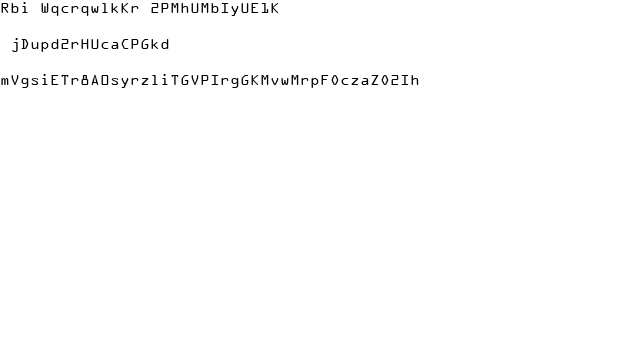 Rbi WqcrqwlkKr 2PMhUMbIyUE1K
jDupd2rHUcaCPGkd
mVgsiETr8AOsyrzliTGVPIrgGKMvwMrpF0czaZ02Ih